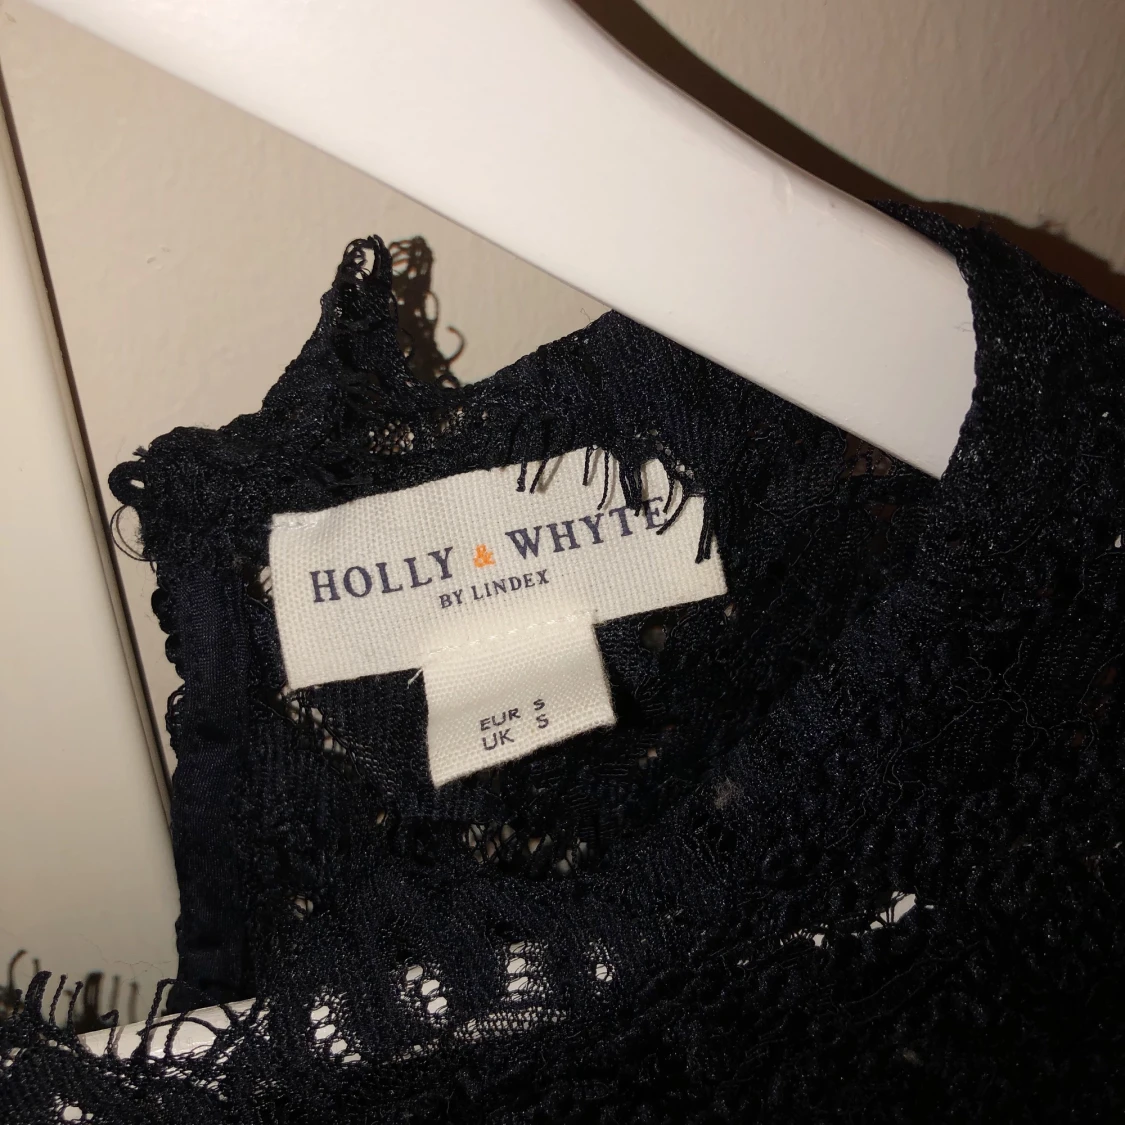 HOLLY & WHYTE
BY LINDEX
EUR S
UK S